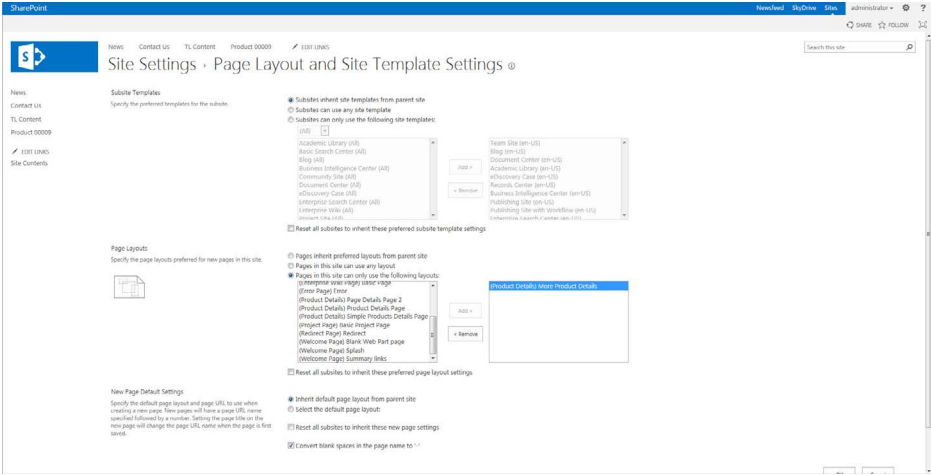 SharePoint
Newsfeed SkyDrive Sites administrator ?
SHARE FOLLOW
S
News Contact Us TL Content Product 00009 EDIT LINKS
Search this site
Site Settings › Page Layout and Site Template Settings
News
Contact Us
TL Content
Product 00009
EDIT LINKS
Site Contents
Subsite Templates
Specify the preferred templates for the subsite.
Subsites inherit site templates from parent site
Subsites can use any site template
Subsites can only use the following site templates:
(All)
Academic Library (All)
Basic Search Center (All)
Blog (All)
Business Intelligence Center (All)
Community Site (All)
Document Center (All)
eDiscovery Center (All)
Enterprise Search Center (All)
Enterprise Wiki (All)
Project Site (All)
Add >
< Remove
Team Site (en-US)
Blog (en-US)
Document Center (en-US)
Academic Library (en-US)
eDiscovery Case (en-US)
Records Center (en-US)
Business Intelligence Center (en-US)
Publishing Site (en-US)
Publishing Site with Workflow (en-US)
Enterprise Search Center (en-US)
Reset all subsites to inherit these preferred subsite template settings
Page Layouts
Specify the page layouts preferred for new pages in this site.
Pages inherit preferred layouts from parent site
Pages in this site can use any layout
Pages in this site can only use the following layouts:
(Enterprise Wiki Page) Basic Page
(Error Page) Error
(Product Details) Page Details Page 2
(Product Details) Product Details Page
(Product Details) Simple Products Details Page
(Project Page) Basic Project Page
(Redirect Page) Redirect
(Welcome Page) Blank Web Part page
(Welcome Page) Splash
(Welcome Page) Summary links
Add >
< Remove
(Product Details) More Product Details
Reset all subsites to inherit these preferred page layout settings
New Page Default Settings
Specify the default page layout and page URL to use when
creating a new page. New pages will have a page URL name
specified followed by a number. Setting the page title on the
new page will change the page URL name when the page is first
saved.
Inherit default page layout from parent site
Select the default page layout:
Reset all subsites to inherit these new page settings
Convert blank spaces in the page name to '-'